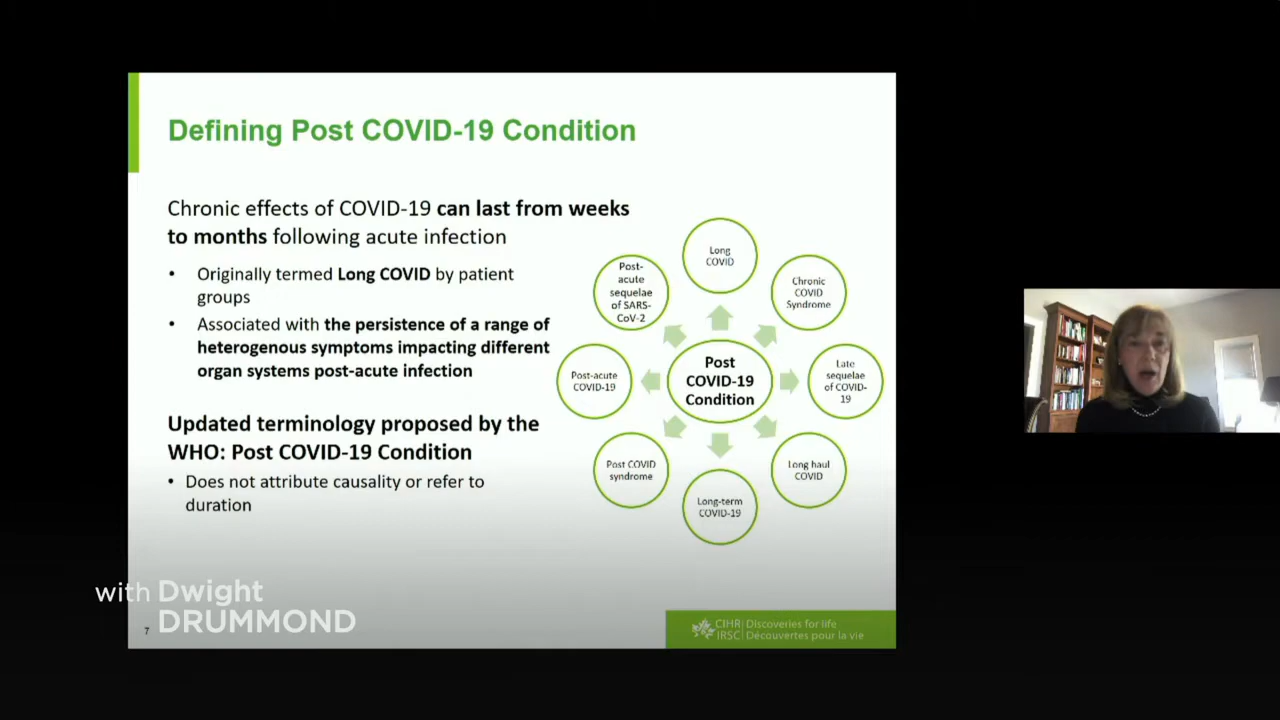 Defining Post COVID-19 Condition
Chronic effects of COVID-19 can last from weeks
to months following acute infection
• Originally termed Long COVID by patient
groups
• Associated with the persistence of a range of
heterogenous symptoms impacting different
organ systems post-acute infection
Updated terminology proposed by the
WHO: Post COVID-19 Condition
• Does not attribute causality or refer to
duration
Long
COVID
Chronic
COVID
Syndrome
Late
sequelae
of COVID-
19
Long haul
COVID
Long-term
COVID-19
Post COVID
syndrome
Post-acute
COVID-19
Post-
acute
sequelae
of SARS-
CoV-2
Post
COVID-19
Condition
with Dwight
DRUMMOND
7
CIHR Discoveries for life
IRSC Découvertes pour la vie